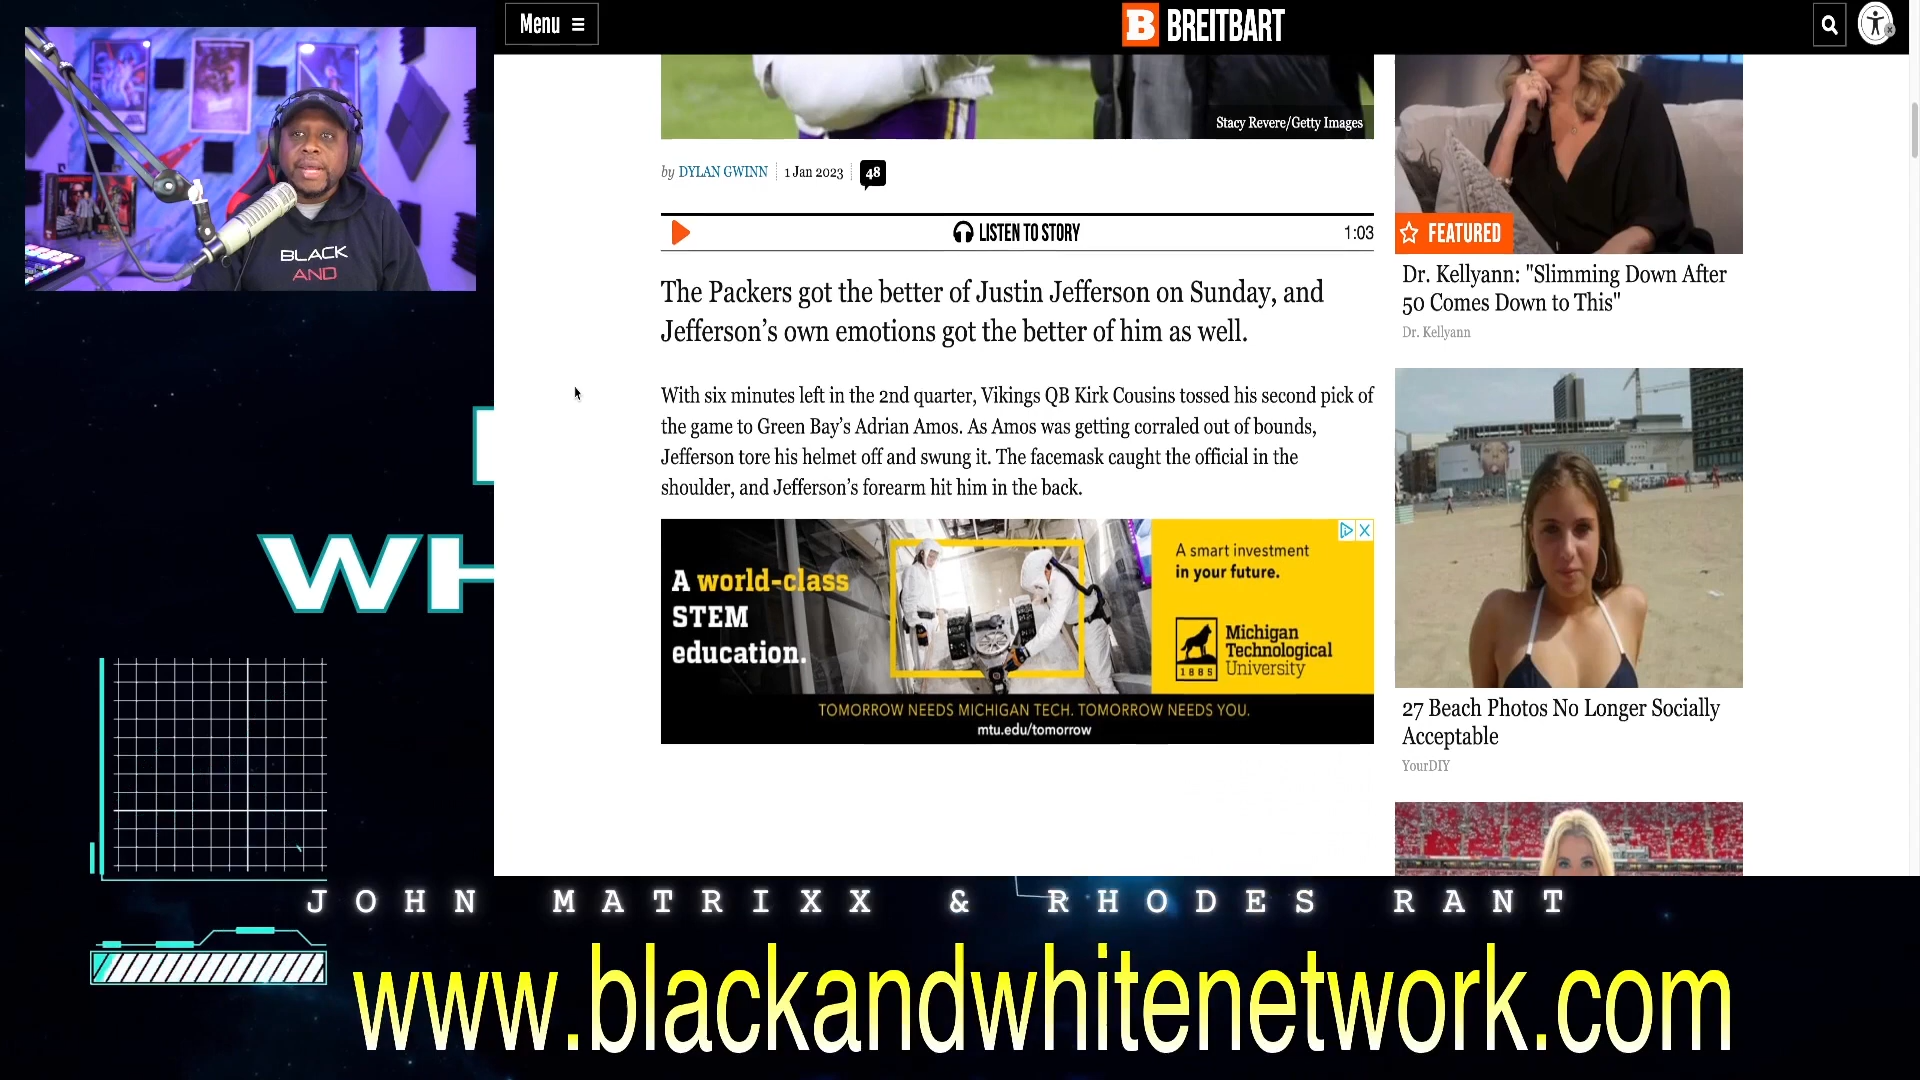 Menu
BREITBART
Stacy Revere/Getty Images
by DYLAN GWINN 1 Jan 2023 48
LISTEN TO STORY 1:03
The Packers got the better of Justin Jefferson on Sunday, and
Jefferson’s own emotions got the better of him as well.
With six minutes left in the 2nd quarter, Vikings QB Kirk Cousins tossed his second pick of
the game to Green Bay’s Adrian Amos. As Amos was getting corraled out of bounds,
Jefferson tore his helmet off and swung it. The facemask caught the official in the
shoulder, and Jefferson’s forearm hit him in the back.
A world-class
STEM
education.
A smart investment
in your future.
1885
Michigan
Technological
University
TOMORROW NEEDS MICHIGAN TECH. TOMORROW NEEDS YOU.
mtu.edu/tomorrow
FEATURED
Dr. Kellyann: "Slimming Down After
50 Comes Down to This"
Dr. Kellyann
27 Beach Photos No Longer Socially
Acceptable
YourDIY
BLACK
AND
WH
JOHN MATRIXX & RHODES RANT
www.blackandwhitenetwork.com